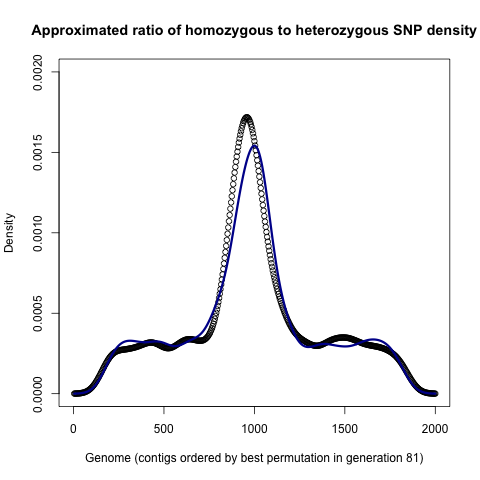 Approximated ratio of homozygous to heterozygous SNP density
0.0020
0.0015
0.0010
0.0005
0.0000
Density
0 500 1000 1500 2000
Genome (contigs ordered by best permutation in generation 81)